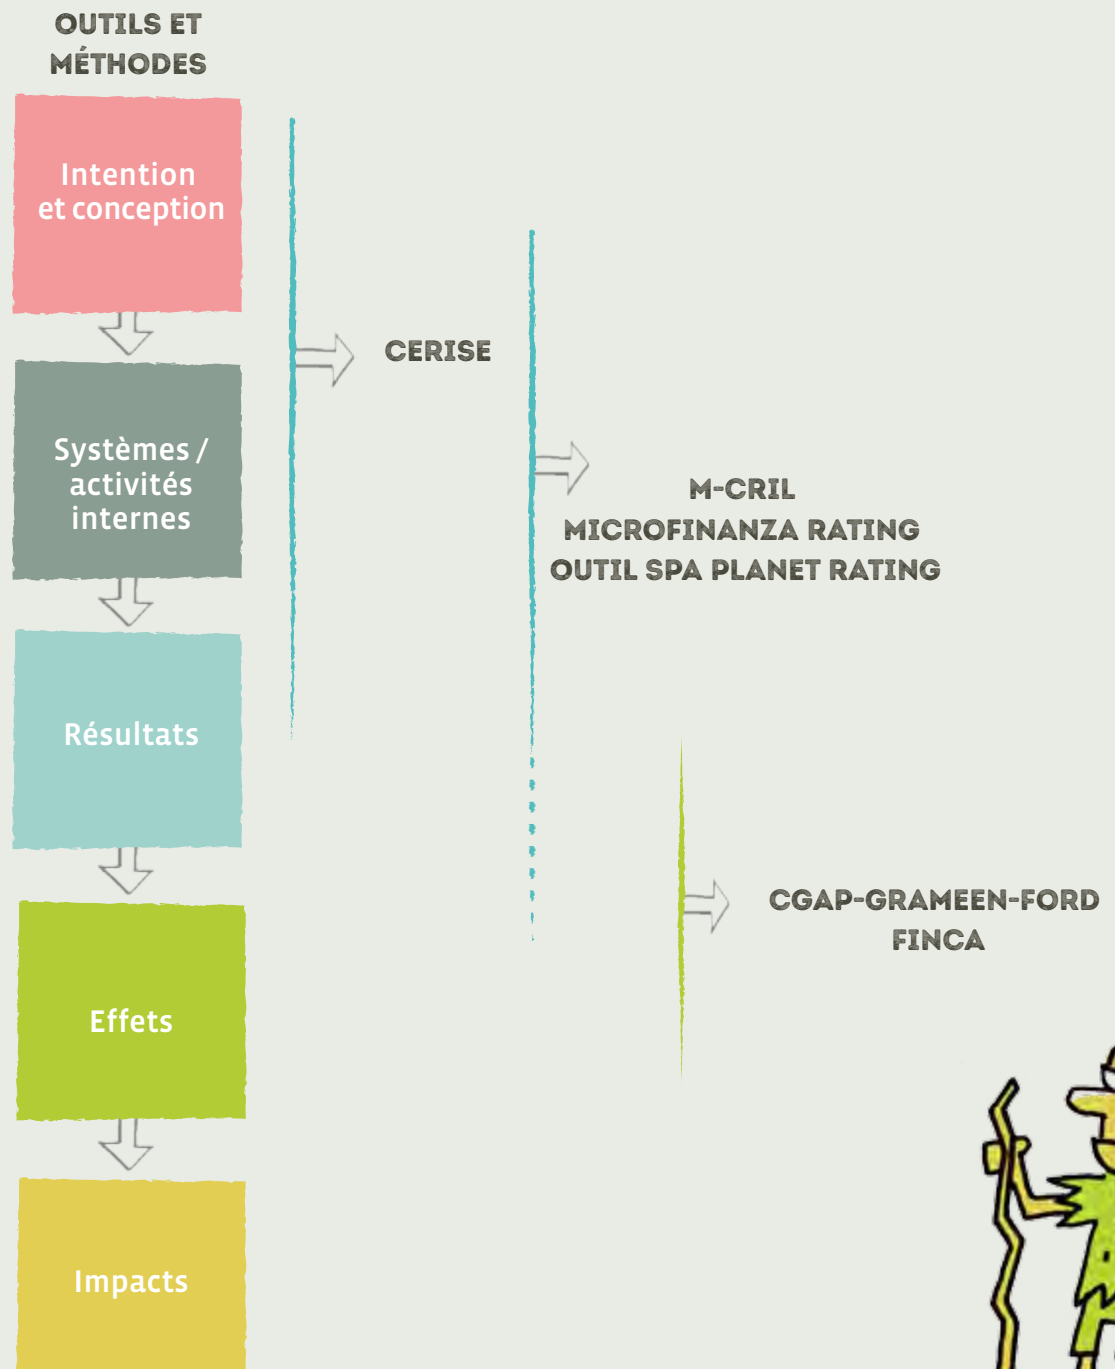 OUTILS ET
MÉTHODES
Intention
et conception
CERISE
Systèmes /
activités
internes
M-CRIL
MICROFINANZA RATING
OUTIL SPA PLANET RATING
Résultats
CGAP-GRAMEEN-FORD
FINCA
Effets
Impacts